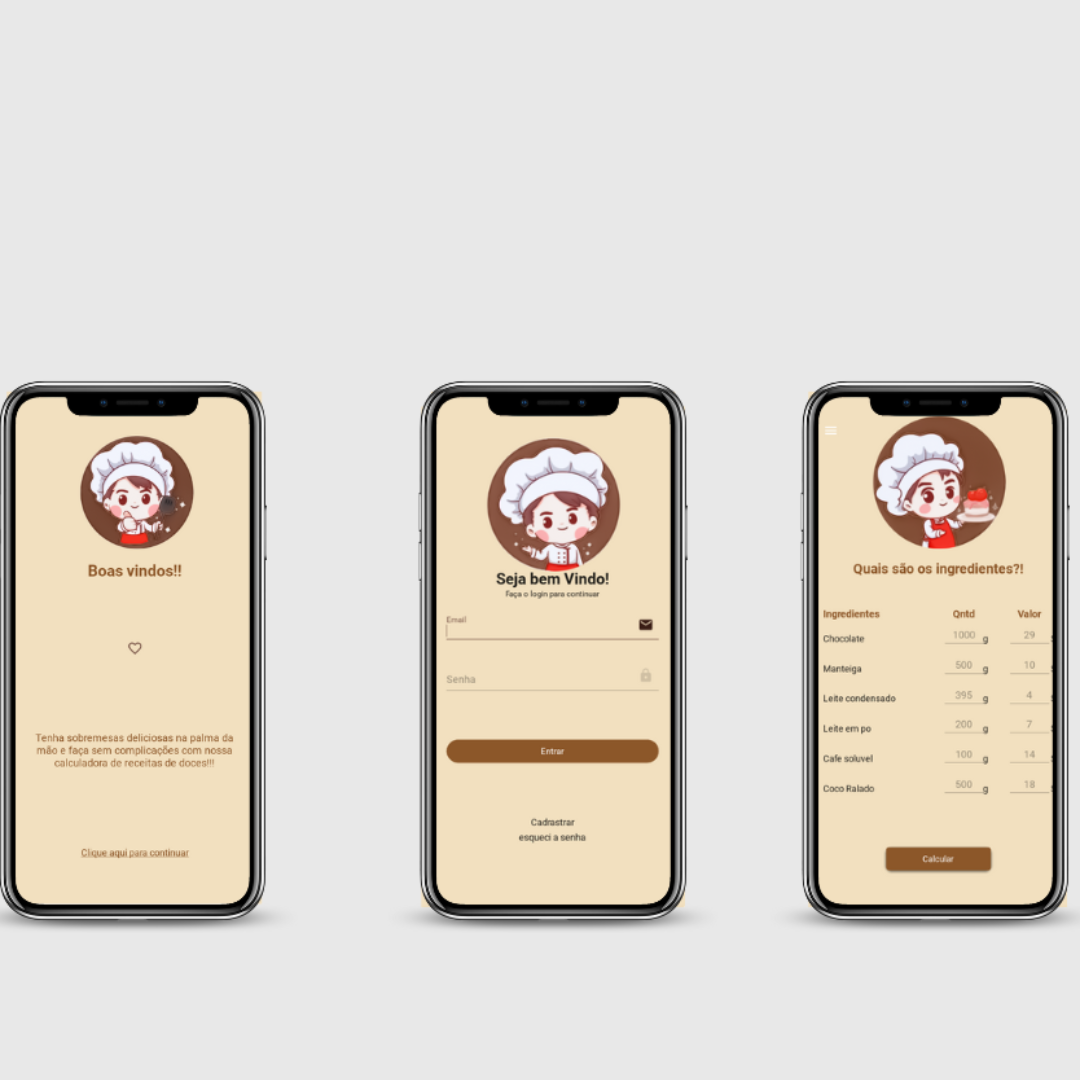 Boas vindos!!
Tenha sobremesas deliciosas na palma da
mão e faça sem complicações com nossa
calculadora de receitas de doces!!!
Clique aqui para continuar
Seja bem Vindo!
Faça o login para continuar
Email
Senha
Entrar
Cadrastrar
esqueci a senha
Quais são os ingredientes?!
Ingredientes Qntd Valor
Chocolate 1000 g 29
Manteiga 500 g 10
Leite condensado 395 g 4
Leite em po 200 g 7
Cafe soluvel 100 g 14
Coco Ralado 500 g 18
Calcular